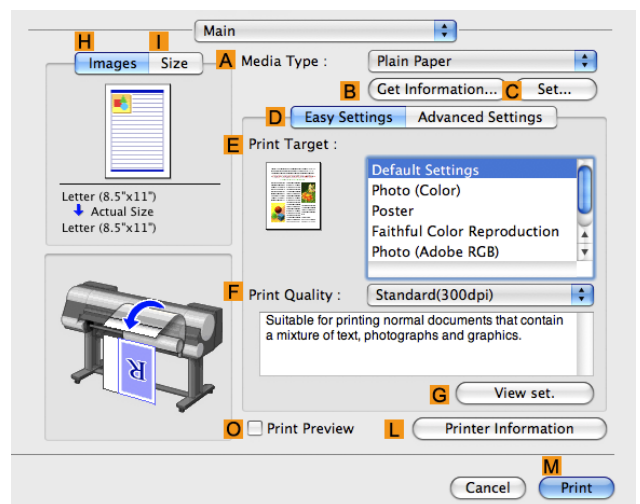 Main
H
I
Images
Size
A
Media Type :
Plain Paper
B
Get Information...
C
Set...
D
Easy Settings
Advanced Settings
E
Print Target :
Default Settings
Photo (Color)
Poster
Faithful Color Reproduction
Photo (Adobe RGB)
Letter (8.5"x11")
Actual Size
Letter (8.5"x11")
R
F
Print Quality :
Standard(300dpi)
Suitable for printing normal documents that contain
a mixture of text, photographs and graphics.
G
View set.
O
Print Preview
L
Printer Information
M
Cancel
Print